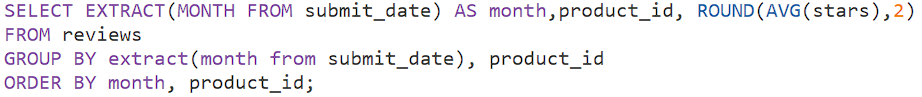 SELECT EXTRACT(MONTH FROM submit_date) AS month,product_id, ROUND(AVG(stars),2)
FROM reviews
GROUP BY extract(month from submit_date), product_id
ORDER BY month, product_id;